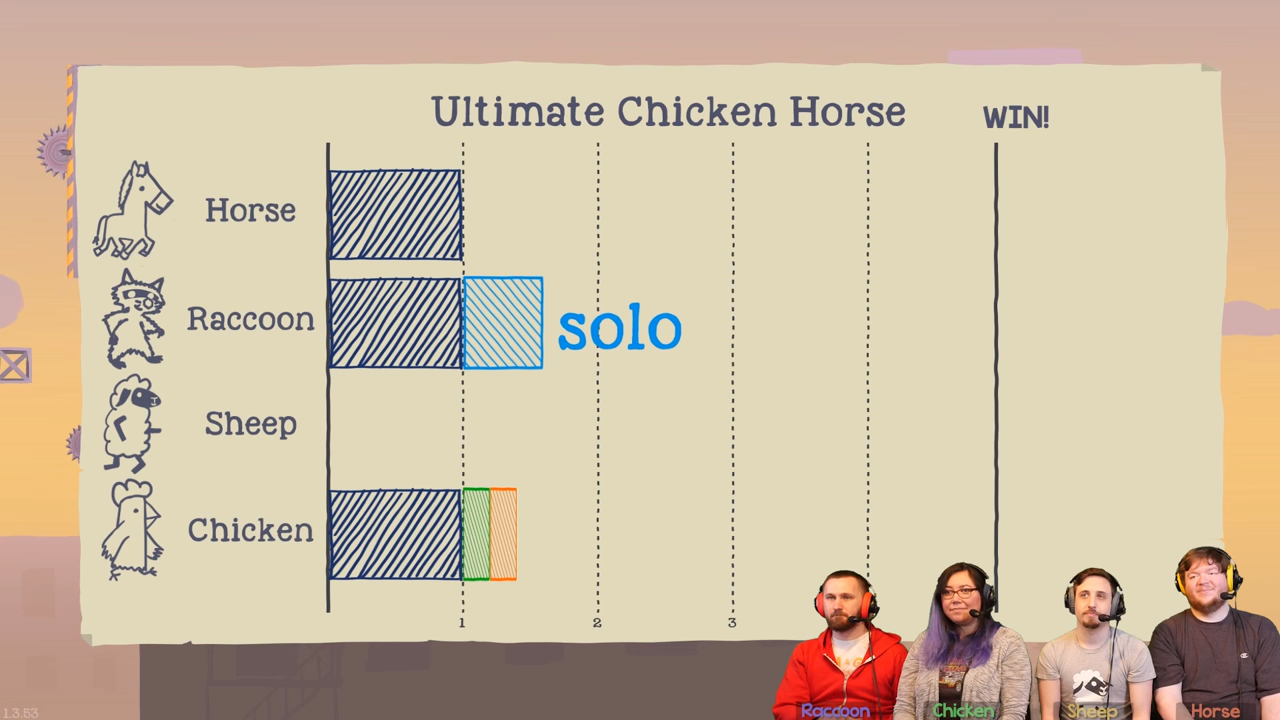 Ultimate Chicken Horse
WIN!
Horse
Raccoon
solo
Sheep
Chicken
1
2
3
Raccoon
Chicken
Sheep
Horse
1.3.53